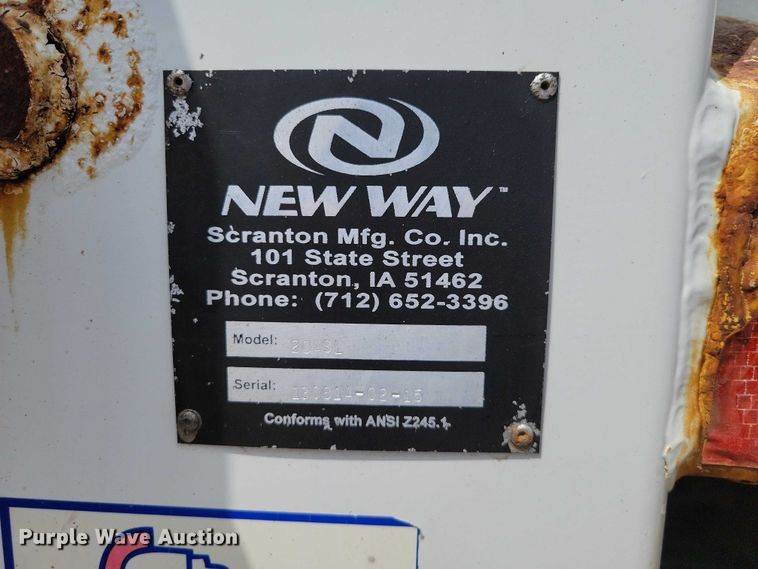 N
NEW WAY™
Scranton Mfg. Co. Inc.
101 State Street
Scranton, IA 51462
Phone: (712) 652-3396
Model:
Serial:
Conforms with ANSI Z245.1
Purple Wave Auction®